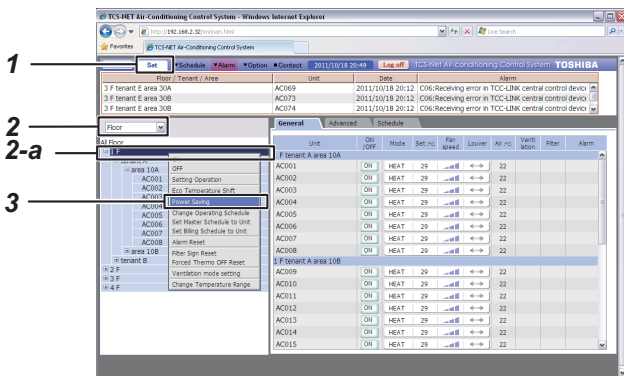 TCS-NET Air-Conditioning Control System - Windows Internet Explorer
http://192.168.2.32/tm/main.html
Live Search
Favorites TCS-NET Air-Conditioning Control System
1
Set ▼Schedule ▼Alarm ▼Option ■Contact 2011/10/18 20:49 Log off TCS-Net Air-conditioning Control System TOSHIBA
Floor / Tenant / Area Unit Date Alarm
3 F tenant E area 30A AC069 2011/10/18 20:12 C06:Receiving error in TCC-LINK central control device
3 F tenant E area 30B AC073 2011/10/18 20:12 C06:Receiving error in TCC-LINK central control device
3 F tenant E area 30B AC074 2011/10/18 20:12 C06:Receiving error in TCC-LINK central control device
2
Floor
General Advanced Schedule
2-a
All Floor
1 F
tenant A
area 10A
AC001
AC002
AC003
AC004
AC005
AC006
AC007
AC008
area 10B
tenant B
2 F
3 F
4 F
OFF
Setting Operation
Eco Temperature Shift
3
Power Saving
Change Operating Schedule
Set Master Schedule to Unit
Set Billing Schedule to Unit
Alarm Reset
Filter Sign Reset
Forced Thermo OFF Reset
Ventilation mode setting
Change Temperature Range
Unit ON /OFF Mode Set (°C) Fan speed Louver Air (°C) Venti lation Filter Alarm
1 F tenant A area 10A
AC001 ON HEAT 29 22
AC002 ON HEAT 29 22
AC003 ON HEAT 29 22
AC004 ON HEAT 29 22
AC005 ON HEAT 29 22
AC006 ON HEAT 29 22
AC007 ON HEAT 29 22
AC008 ON HEAT 29 22
1 F tenant A area 10B
AC009 ON HEAT 29 22
AC010 ON HEAT 29 22
AC011 ON HEAT 29 22
AC012 ON HEAT 29 22
AC013 ON HEAT 29 22
AC014 ON HEAT 29 22
AC015 ON HEAT 29 22